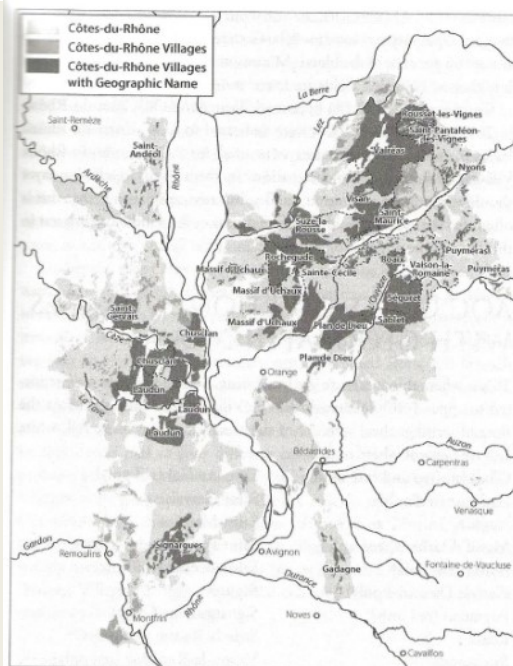 Côtes-du-Rhône
Côtes-du-Rhône Villages
Côtes-du-Rhône Villages
with Geographic Name
La Berre
Saint-Remèze
Saint-
Andéol
Ardèche
Rhône
Lez
Rousset-les-Vignes
Saint-Pantaléon-
les-Vignes
Valréas
Nyons
Visan
Saint-
Maurice
Suze-la-
Rousse
Rochegude
Massif d'Uchaux
Sainte-Cécile
Roaix
Puyméras
Vaison-la-
Romaine
Puyméras
Massif d'Uchaux
Ouvèze
Séguret
Saint-
Gervais
Massif d'Uchaux
Plan de Dieu
Sablet
Chusclan
Cèze
Chusclan
Plan de Dieu
Orange
Laudun
La Tave
Laudun
Laudun
Bédarrides
Auzon
Carpentras
Venasque
Gardon
Remoulins
Signargues
Avignon
Gadagne
Fontaine-de-Vaucluse
Durance
Rhône
Montfrin
Noves
Cavaillon